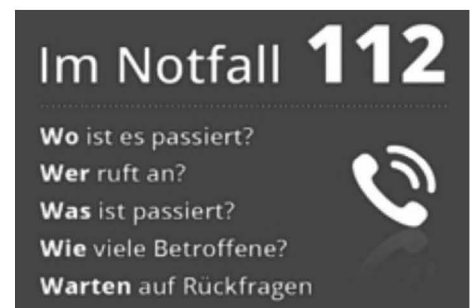 Im Notfall 112
Wo ist es passiert?
Wer ruft an?
Was ist passiert?
Wie viele Betroffene?
Warten auf Rückfragen